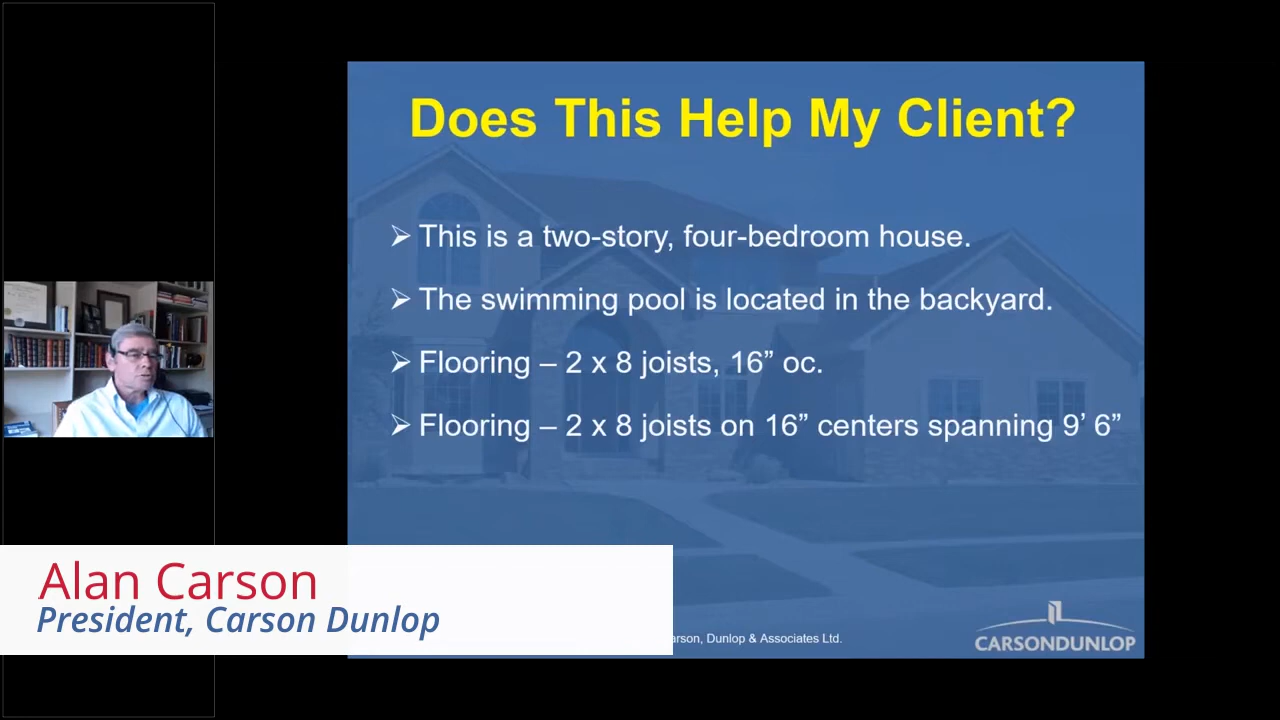 Does This Help My Client?
➢ This is a two-story, four-bedroom house.
➢ The swimming pool is located in the backyard.
➢ Flooring – 2 x 8 joists, 16” oc.
➢ Flooring – 2 x 8 joists on 16” centers spanning 9’ 6”
Alan Carson
President, Carson Dunlop
arson, Dunlop & Associates Ltd.
CARSONDUNLOP